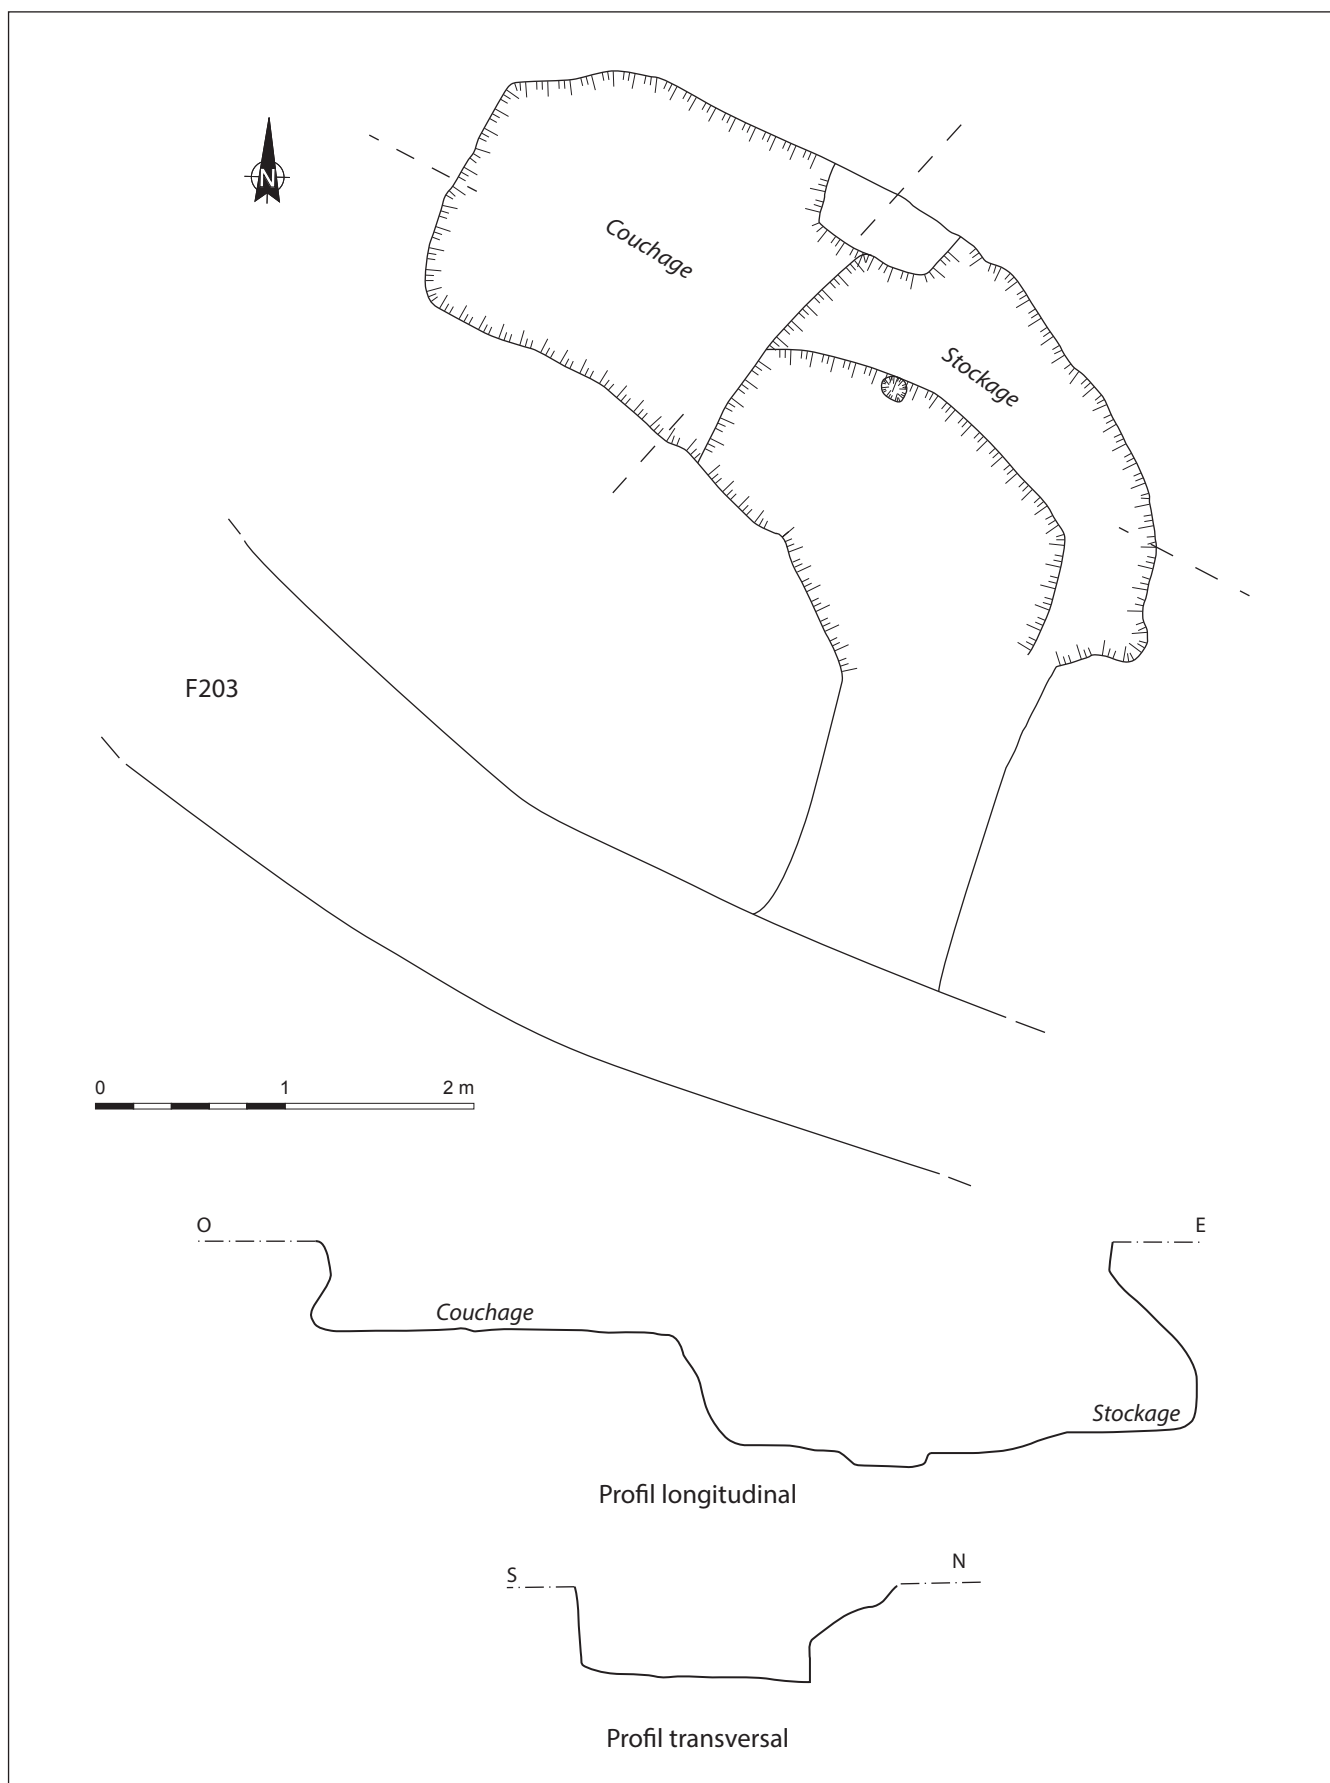 N
Couchage
Stockage
F203
0 1 2 m
O E
Couchage
Stockage
Profil longitudinal
S N
Profil transversal